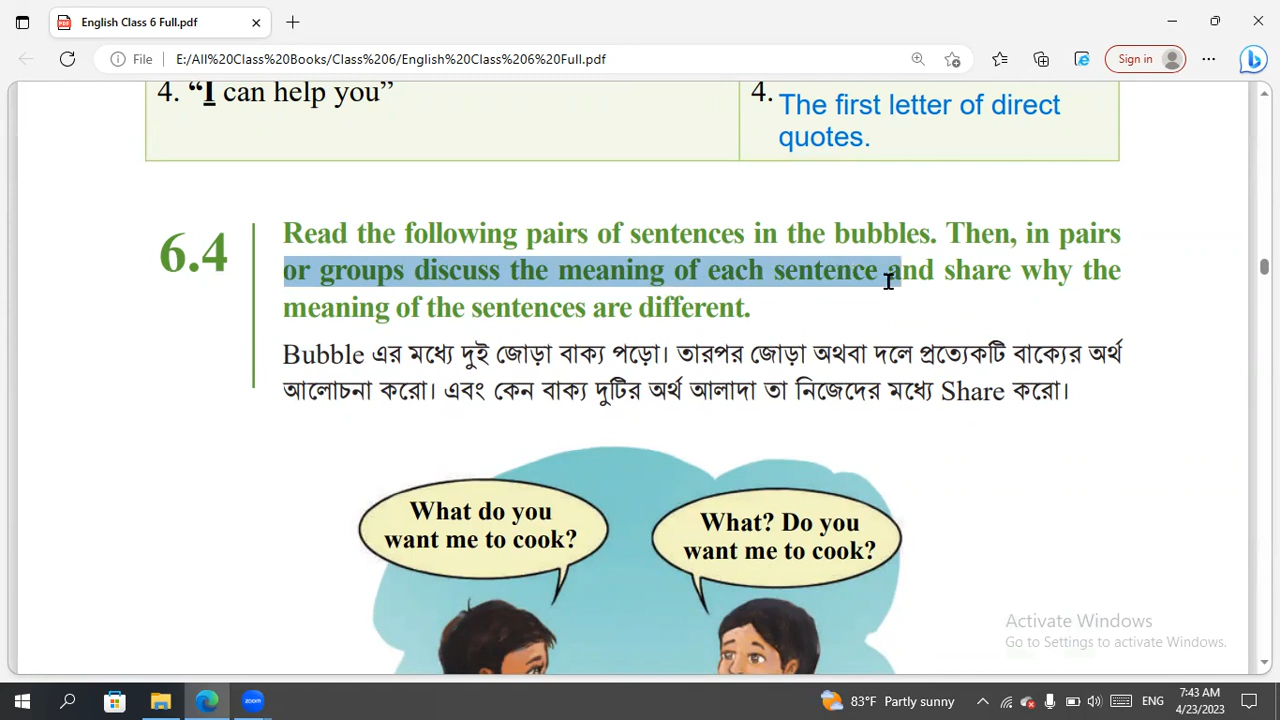 English Class 6 Full.pdf
File
E:/All%20Class%20Books/Class%206/English%20Class%206%20Full.pdf
Sign in
4. “I can help you”
4. The first letter of direct
quotes.
6.4
Read the following pairs of sentences in the bubbles. Then, in pairs
or groups discuss the meaning of each sentence and share why the
meaning of the sentences are different.
Bubble এর মধ্যে দুই জোড়া বাক্য পড়ো। তারপর জোড়া অথবা দলে প্রত্যেকটি বাক্যের অর্থ
আলোচনা করো। এবং কেন বাক্য দুটির অর্থ আলাদা তা নিজেদের মধ্যে Share করো।
What do you
want me to cook?
What? Do you
want me to cook?
Activate Windows
Go to Settings to activate Windows.
zoom
83°F Partly sunny
ENG
7:43 AM
4/23/2023